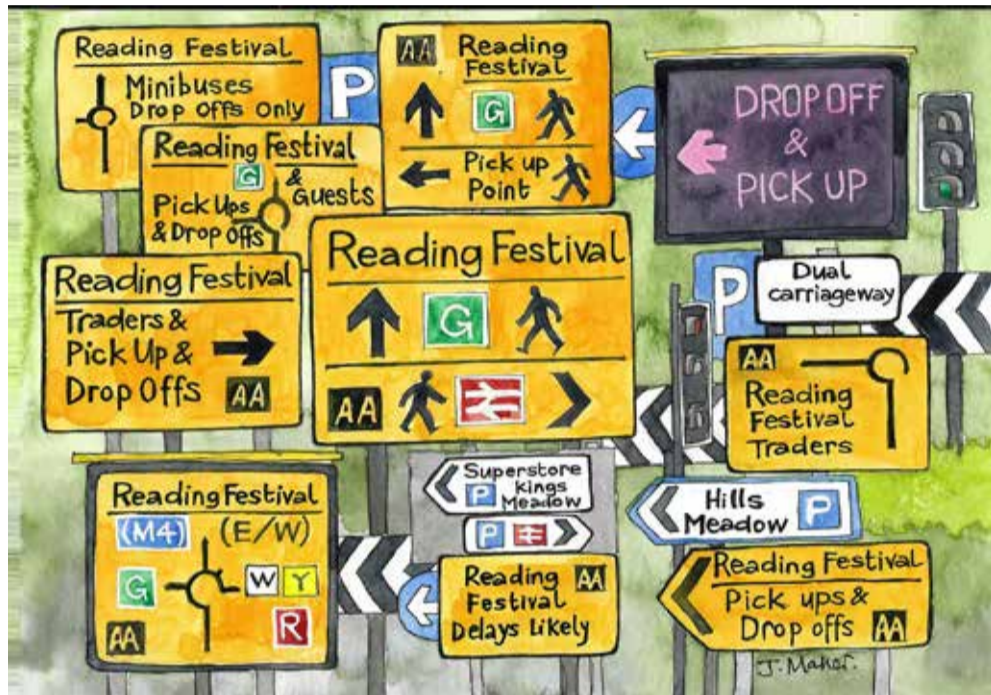 Reading Festival
Minibuses
Drop Offs Only
P
AA
Reading
Festival
G
Pick up
Point
DROP OFF
&
PICK UP
Reading Festival
G
& Guests
Pick Ups
& Drop Offs
Reading Festival
Traders &
Pick Up &
Drop Offs
AA
Reading Festival
G
AA
P
Dual
carriageway
AA
Reading
Festival
Traders
Reading Festival
(M4) (E/W)
G
W Y
R
AA
Superstore
P Kings
Meadow
P
Reading AA
Festival
Delays Likely
Hills
Meadow P
Reading Festival
Pick ups &
Drop offs AA
J. Maher.